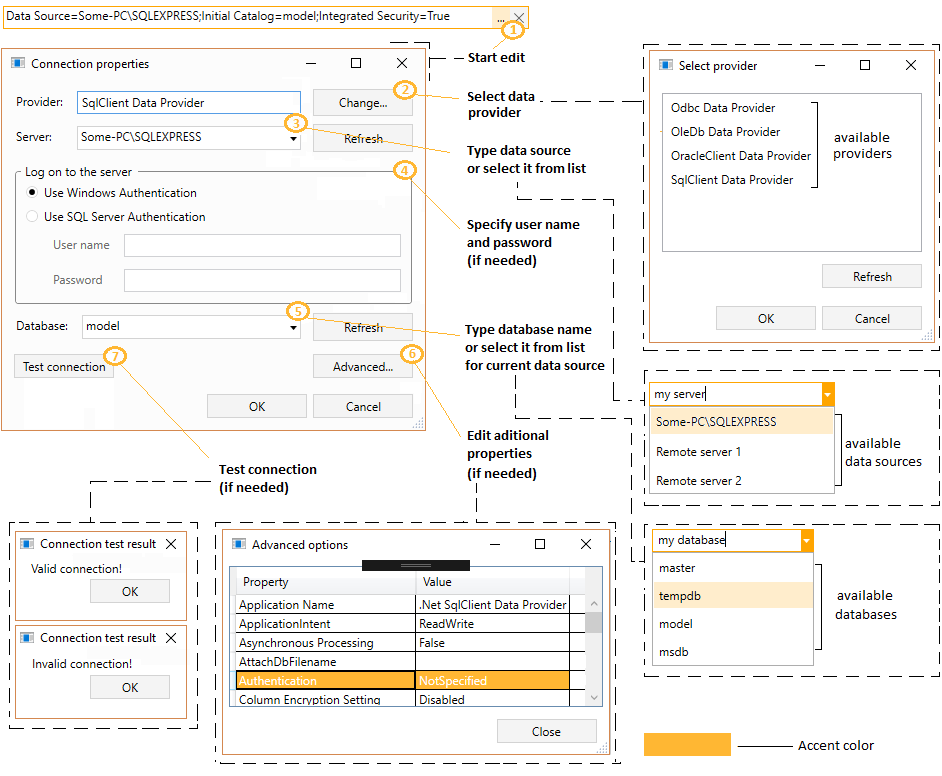 Data Source=Some-PC\SQLEXPRESS;Initial Catalog=model;Integrated Security=True
...
1
Start edit
Connection properties
Provider:
SqlClient Data Provider
Change...
2
Select data
provider
Server:
Some-PC\SQLEXPRESS
3
Refresh
Type data source
or select it from list
Log on to the server
4
Use Windows Authentication
Use SQL Server Authentication
User name
Password
Specify user name
and password
(if needed)
Database:
model
5
Refresh
Type database name
or select it from list
for current data source
Test connection
7
Advanced...
6
OK
Cancel
Edit aditional
properties
(if needed)
Test connection
(if needed)
Select provider
Odbc Data Provider
OleDb Data Provider
OracleClient Data Provider
SqlClient Data Provider
available
providers
Refresh
OK
Cancel
my server
Some-PC\SQLEXPRESS
Remote server 1
Remote server 2
available
data sources
my database
master
tempdb
model
msdb
available
databases
Connection test result
Valid connection!
OK
Connection test result
Invalid connection!
OK
Advanced options
Property Value
Application Name .Net SqlClient Data Provider
ApplicationIntent ReadWrite
Asynchronous Processing False
AttachDbFilename
Authentication NotSpecified
Column Encryption Setting Disabled
Close
Accent color